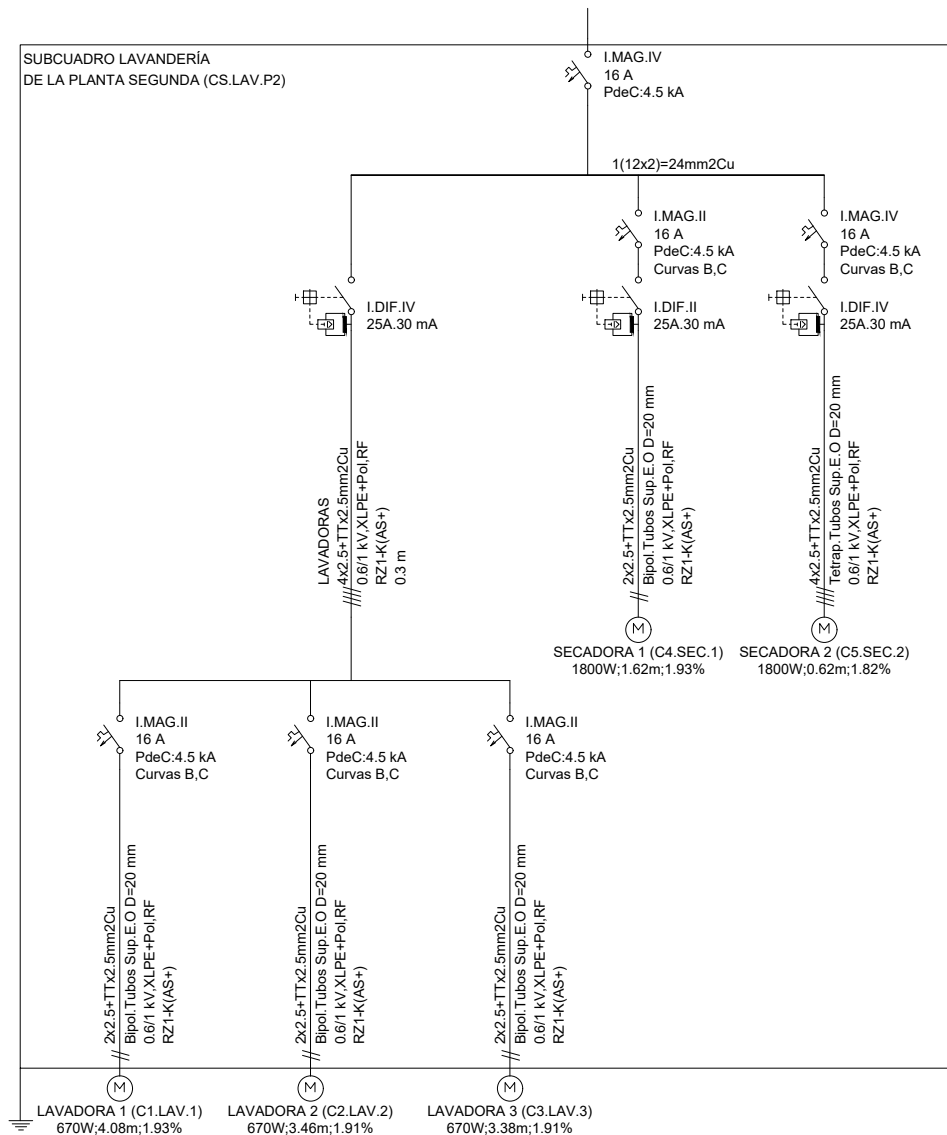 SUBCUADRO LAVANDERÍA
DE LA PLANTA SEGUNDA (CS.LAV.P2)
I.MAG.IV
16 A
PdeC:4.5 kA
1(12x2)=24mm2Cu
I.DIF.IV
25A.30 mA
I.MAG.II
16 A
PdeC:4.5 kA
Curvas B,C
I.DIF.II
25A.30 mA
I.MAG.IV
16 A
PdeC:4.5 kA
Curvas B,C
I.DIF.IV
25A.30 mA
LAVADORAS
4x2.5+TTx2.5mm2Cu
0.6/1 kV,XLPE+Pol,RF
RZ1-K(AS+)
0.3 m
2x2.5+TTx2.5mm2Cu
Bipol.Tubos Sup.E.O D=20 mm
0.6/1 kV,XLPE+Pol,RF
RZ1-K(AS+)
4x2.5+TTx2.5mm2Cu
Tetrap.Tubos Sup.E.O D=20 mm
0.6/1 kV,XLPE+Pol,RF
RZ1-K(AS+)
M
SECADORA 1 (C4.SEC.1)
1800W;1.62m;1.93%
M
SECADORA 2 (C5.SEC.2)
1800W;0.62m;1.82%
I.MAG.II
16 A
PdeC:4.5 kA
Curvas B,C
I.MAG.II
16 A
PdeC:4.5 kA
Curvas B,C
I.MAG.II
16 A
PdeC:4.5 kA
Curvas B,C
2x2.5+TTx2.5mm2Cu
Bipol.Tubos Sup.E.O D=20 mm
0.6/1 kV,XLPE+Pol,RF
RZ1-K(AS+)
2x2.5+TTx2.5mm2Cu
Bipol.Tubos Sup.E.O D=20 mm
0.6/1 kV,XLPE+Pol,RF
RZ1-K(AS+)
2x2.5+TTx2.5mm2Cu
Bipol.Tubos Sup.E.O D=20 mm
0.6/1 kV,XLPE+Pol,RF
RZ1-K(AS+)
M
LAVADORA 1 (C1.LAV.1)
670W;4.08m;1.93%
M
LAVADORA 2 (C2.LAV.2)
670W;3.46m;1.91%
M
LAVADORA 3 (C3.LAV.3)
670W;3.38m;1.91%